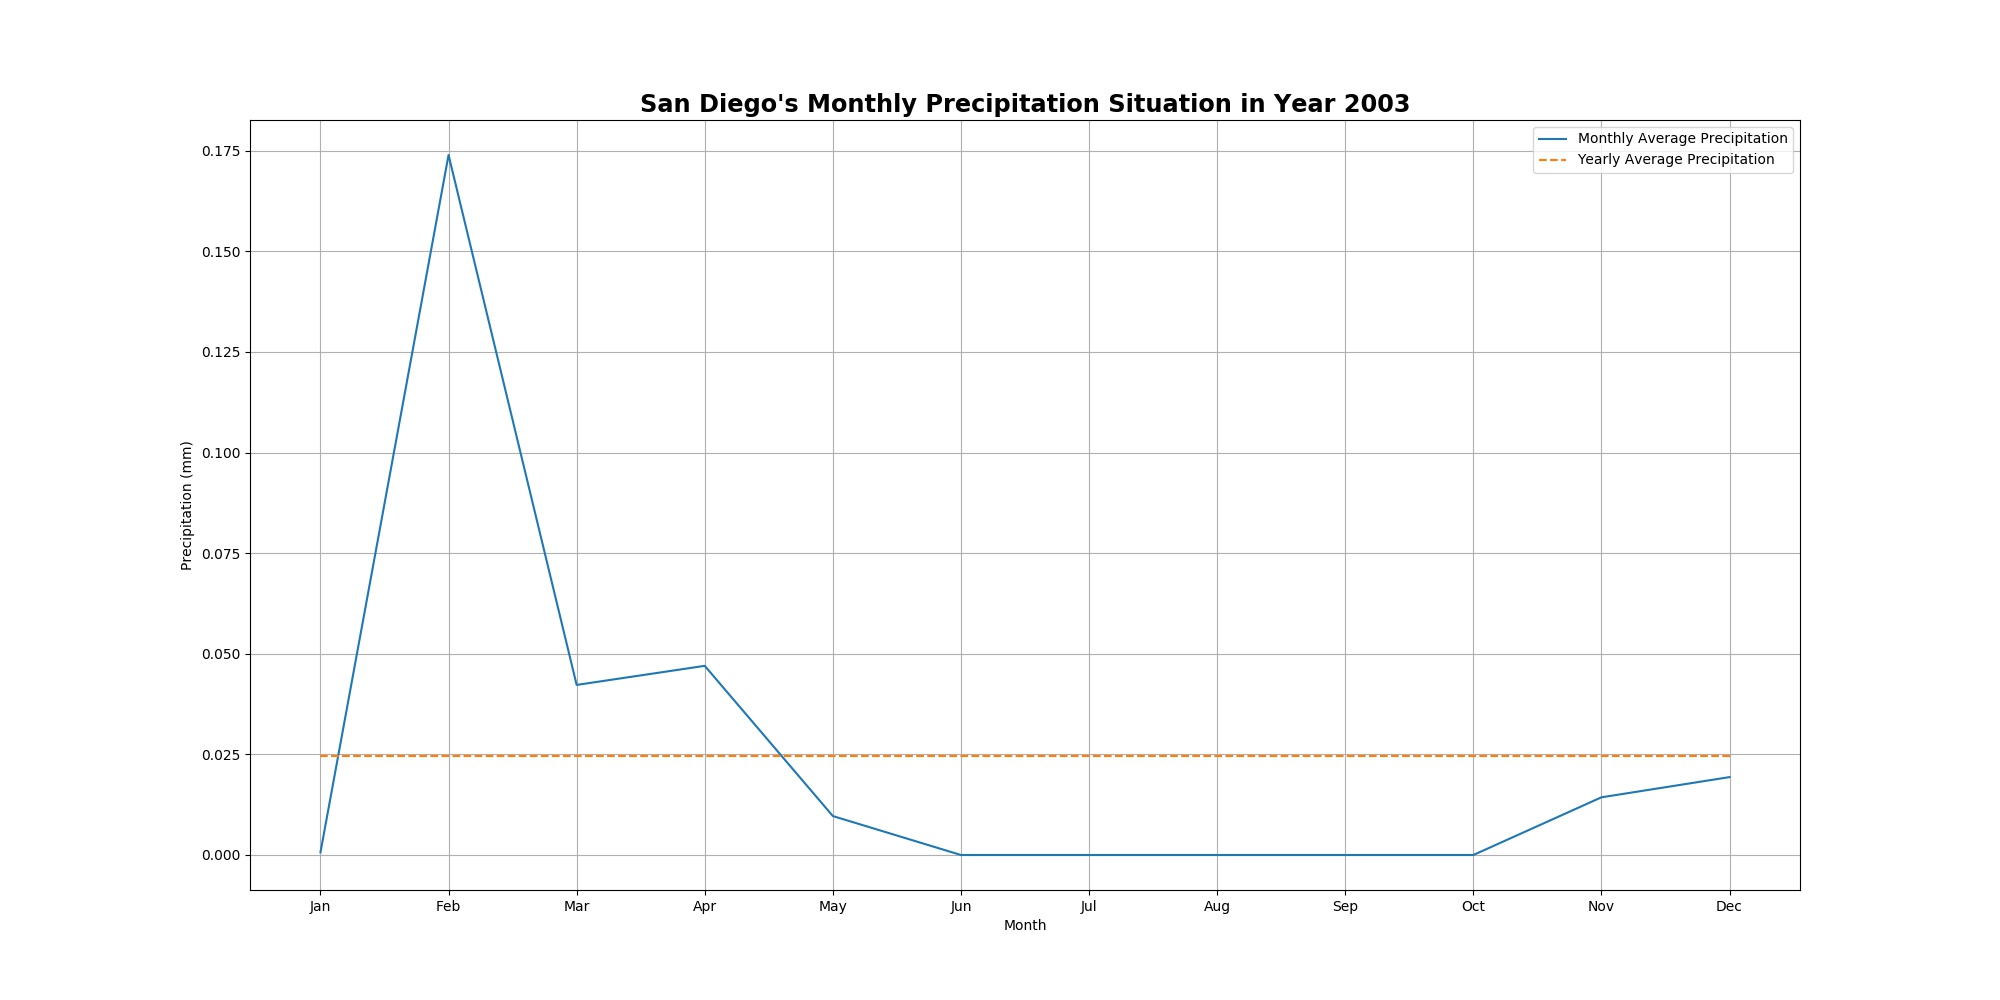 San Diego's Monthly Precipitation Situation in Year 2003
Monthly Average Precipitation
Yearly Average Precipitation
Precipitation (mm)
0.175
0.150
0.125
0.100
0.075
0.050
0.025
0.000
Jan Feb Mar Apr May Jun Jul Aug Sep Oct Nov Dec
Month